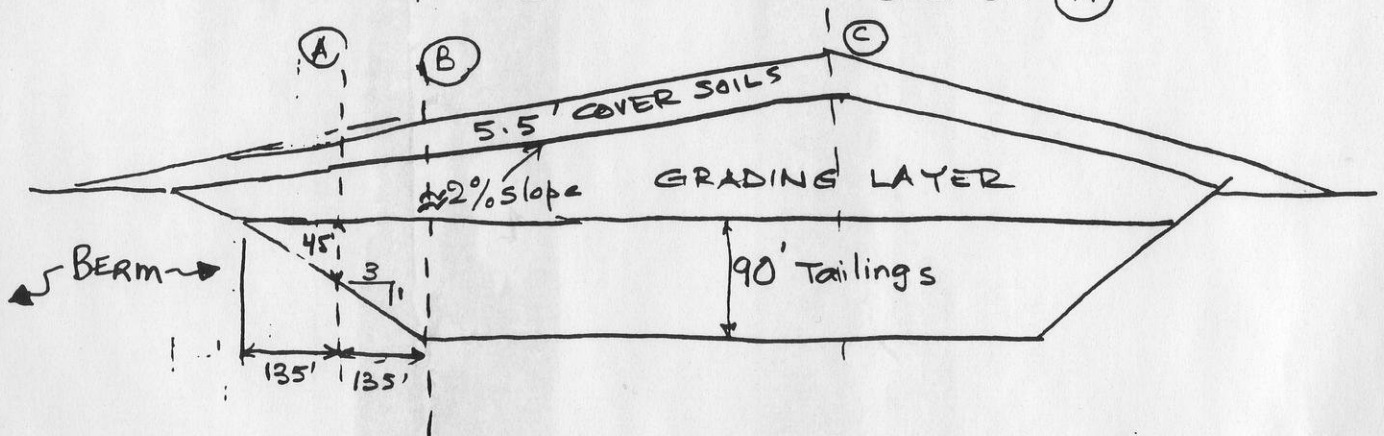 A
B
C
5.5' COVER SOILS
≈2% slope
GRADING LAYER
45'
BERM
3
1
90' Tailings
135'
135'